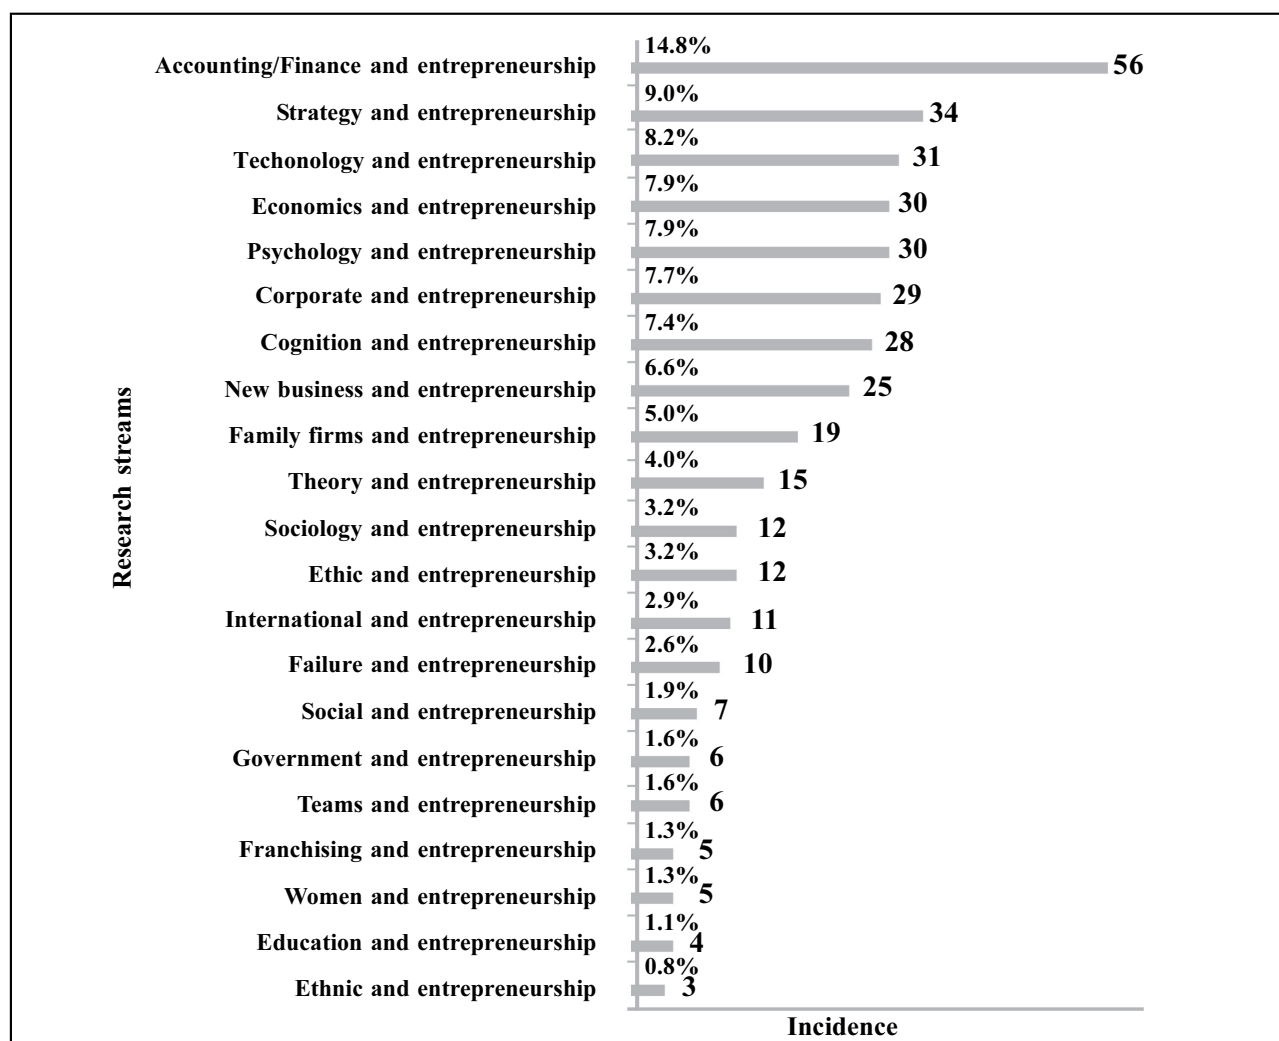 14.8%
Accounting/Finance and entrepreneurship 56
9.0%
Strategy and entrepreneurship 34
8.2%
Techonology and entrepreneurship 31
7.9%
Economics and entrepreneurship 30
7.9%
Psychology and entrepreneurship 30
7.7%
Corporate and entrepreneurship 29
7.4%
Cognition and entrepreneurship 28
6.6%
New business and entrepreneurship 25
5.0%
Family firms and entrepreneurship 19
4.0%
Theory and entrepreneurship 15
3.2%
Sociology and entrepreneurship 12
3.2%
Ethic and entrepreneurship 12
2.9%
International and entrepreneurship 11
2.6%
Failure and entrepreneurship 10
1.9%
Social and entrepreneurship 7
1.6%
Government and entrepreneurship 6
1.6%
Teams and entrepreneurship 6
1.3%
Franchising and entrepreneurship 5
1.3%
Women and entrepreneurship 5
1.1%
Education and entrepreneurship 4
0.8%
Ethnic and entrepreneurship 3
Research streams
Incidence